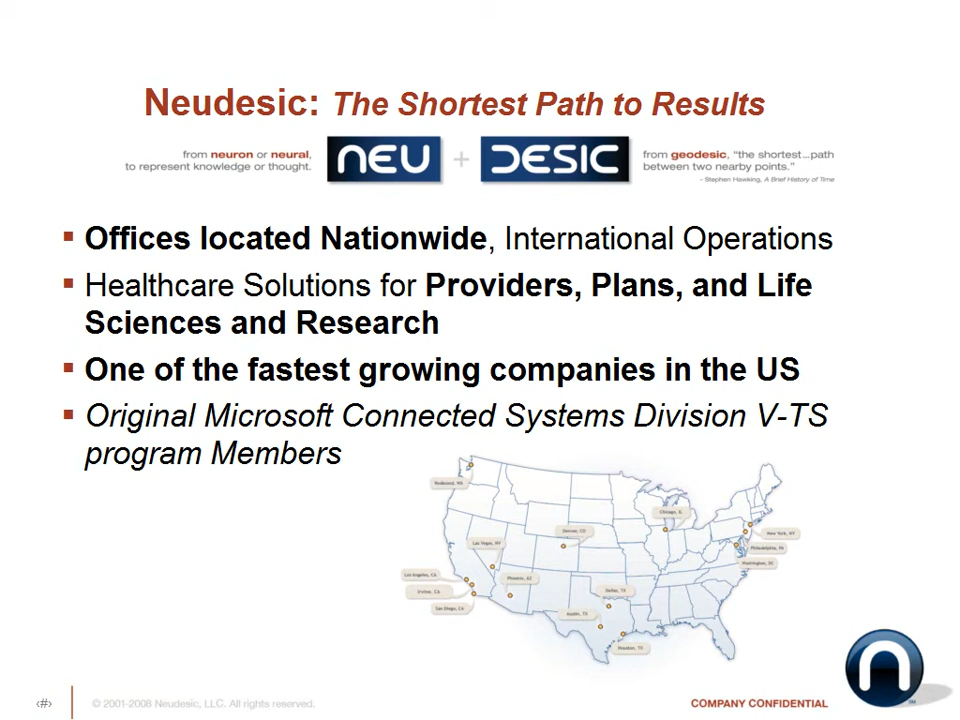 Neudesic: The Shortest Path to Results
from neuron or neural,
to represent knowledge or thought.
NEU + DESIC
from geodesic, "the shortest...path
between two nearby points."
- Stephen Hawking, A Brief History of Time
▪ Offices located Nationwide, International Operations
▪ Healthcare Solutions for Providers, Plans, and Life
Sciences and Research
▪ One of the fastest growing companies in the US
▪ Original Microsoft Connected Systems Division V-TS
program Members
Redmond, WA
Chicago, IL
Denver, CO
New York, NY
Las Vegas, NV
Philadelphia, PA
Washington, DC
Los Angeles, CA
Phoenix, AZ
Irvine, CA
Dallas, TX
San Diego, CA
Austin, TX
Houston, TX
n
SM
‹#›
© 2001-2008 Neudesic, LLC. All rights reserved.
COMPANY CONFIDENTIAL